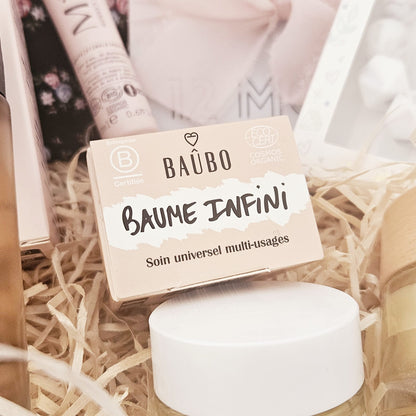 B
Certified
BAÛBO
ECO
CERT
COSMOS
ORGANIC
BAUME INFINI
Soin universel multi-usages